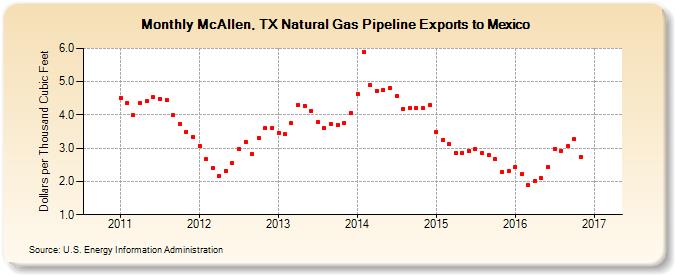 Monthly McAllen, TX Natural Gas Pipeline Exports to Mexico
Dollars per Thousand Cubic Feet
6.0
5.0
4.0
3.0
2.0
1.0
2011 2012 2013 2014 2015 2016 2017
Source: U.S. Energy Information Administration